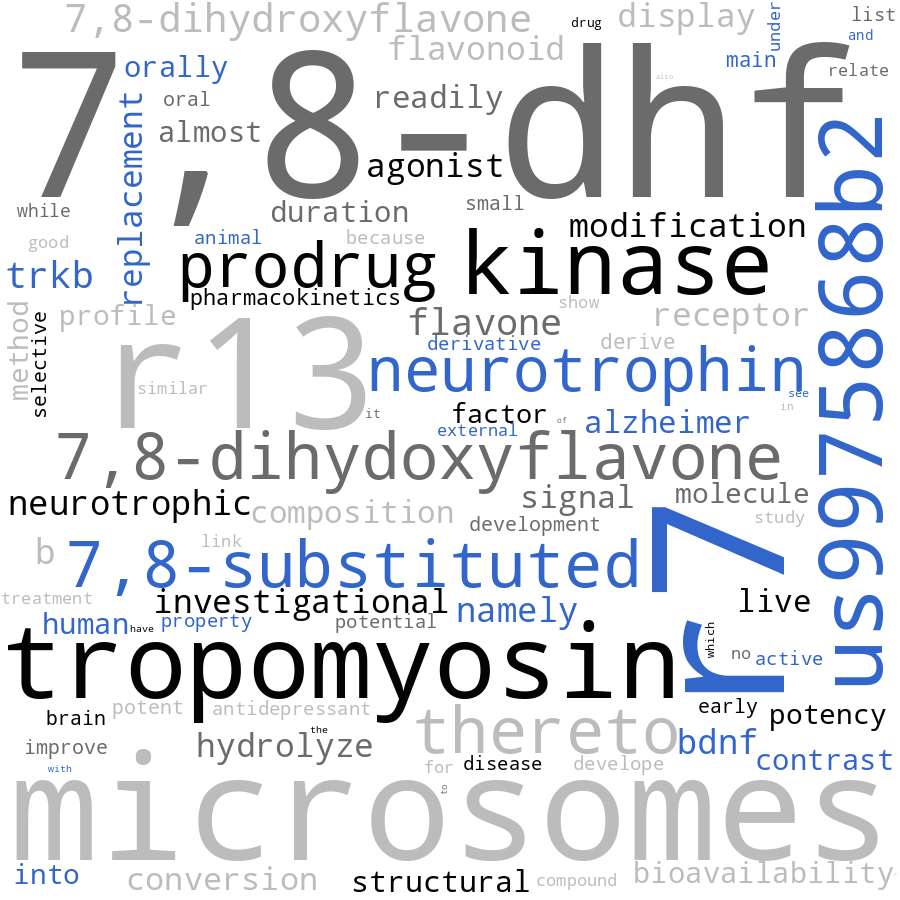 7,8-dihydroxyflavone
drug
display
under
list
and
flavonoid
main
relate
7,8-dhf
also
orally
oral
readily
almost
replacement
agonist
us9975868b2
while
duration
small
modification
good
animal
because
prodrug
kinase
trkb
pharmacokinetics
show
method
selective
profile
flavone
receptor
r13
derivative
derive
neurotrophin
similar
see
it
factor
of
in
external
alzheimer
7,8-dihydoxyflavone
neurotrophic
signal
molecule
composition
development
study
b
link
7,8-substituted
r7
treatment
investigational
namely
live
human
have
property
potential
which
tropomyosin
no
active
potent
antidepressant
early
brain
the
potency
improve
hydrolyze
thereto
bdnf
with
for
disease
develope
contrast
to
microsomes
into
conversion
structural
compound
bioavailability